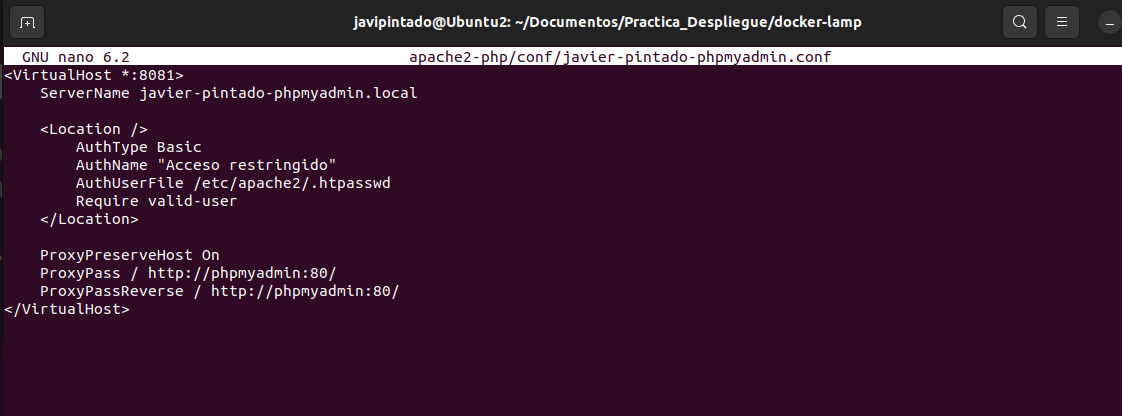 javipintado@Ubuntu2: ~/Documentos/Practica_Despliegue/docker-lamp
GNU nano 6.2 apache2-php/conf/javier-pintado-phpmyadmin.conf
<VirtualHost *:8081>
    ServerName javier-pintado-phpmyadmin.local

    <Location />
        AuthType Basic
        AuthName "Acceso restringido"
        AuthUserFile /etc/apache2/.htpasswd
        Require valid-user
    </Location>

    ProxyPreserveHost On
    ProxyPass / http://phpmyadmin:80/
    ProxyPassReverse / http://phpmyadmin:80/
</VirtualHost>